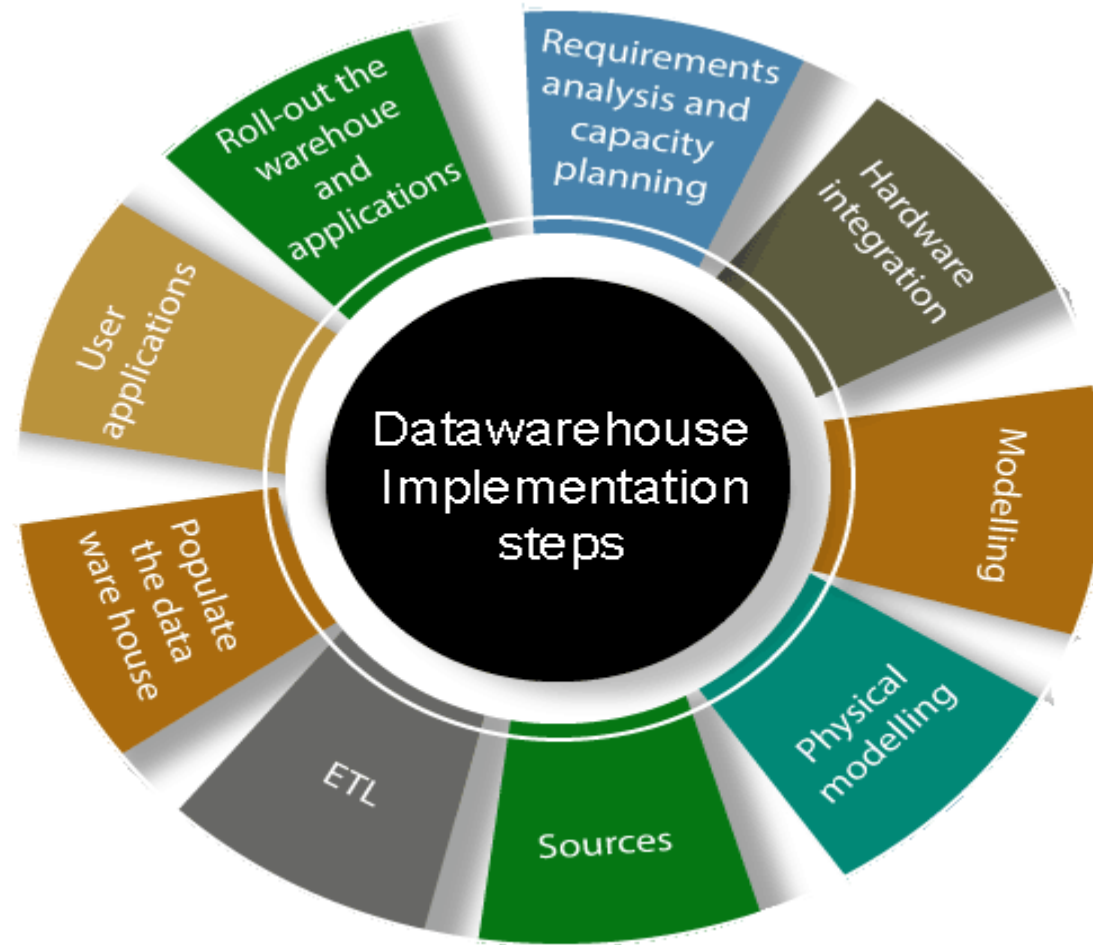 Datawarehouse
Implementation
steps
Requirements
analysis and
capacity
planning
Hardware
integration
Modelling
Physical
modelling
Sources
ETL
Populate
the data
ware house
User
applications
Roll-out the
warehoue
and
applications